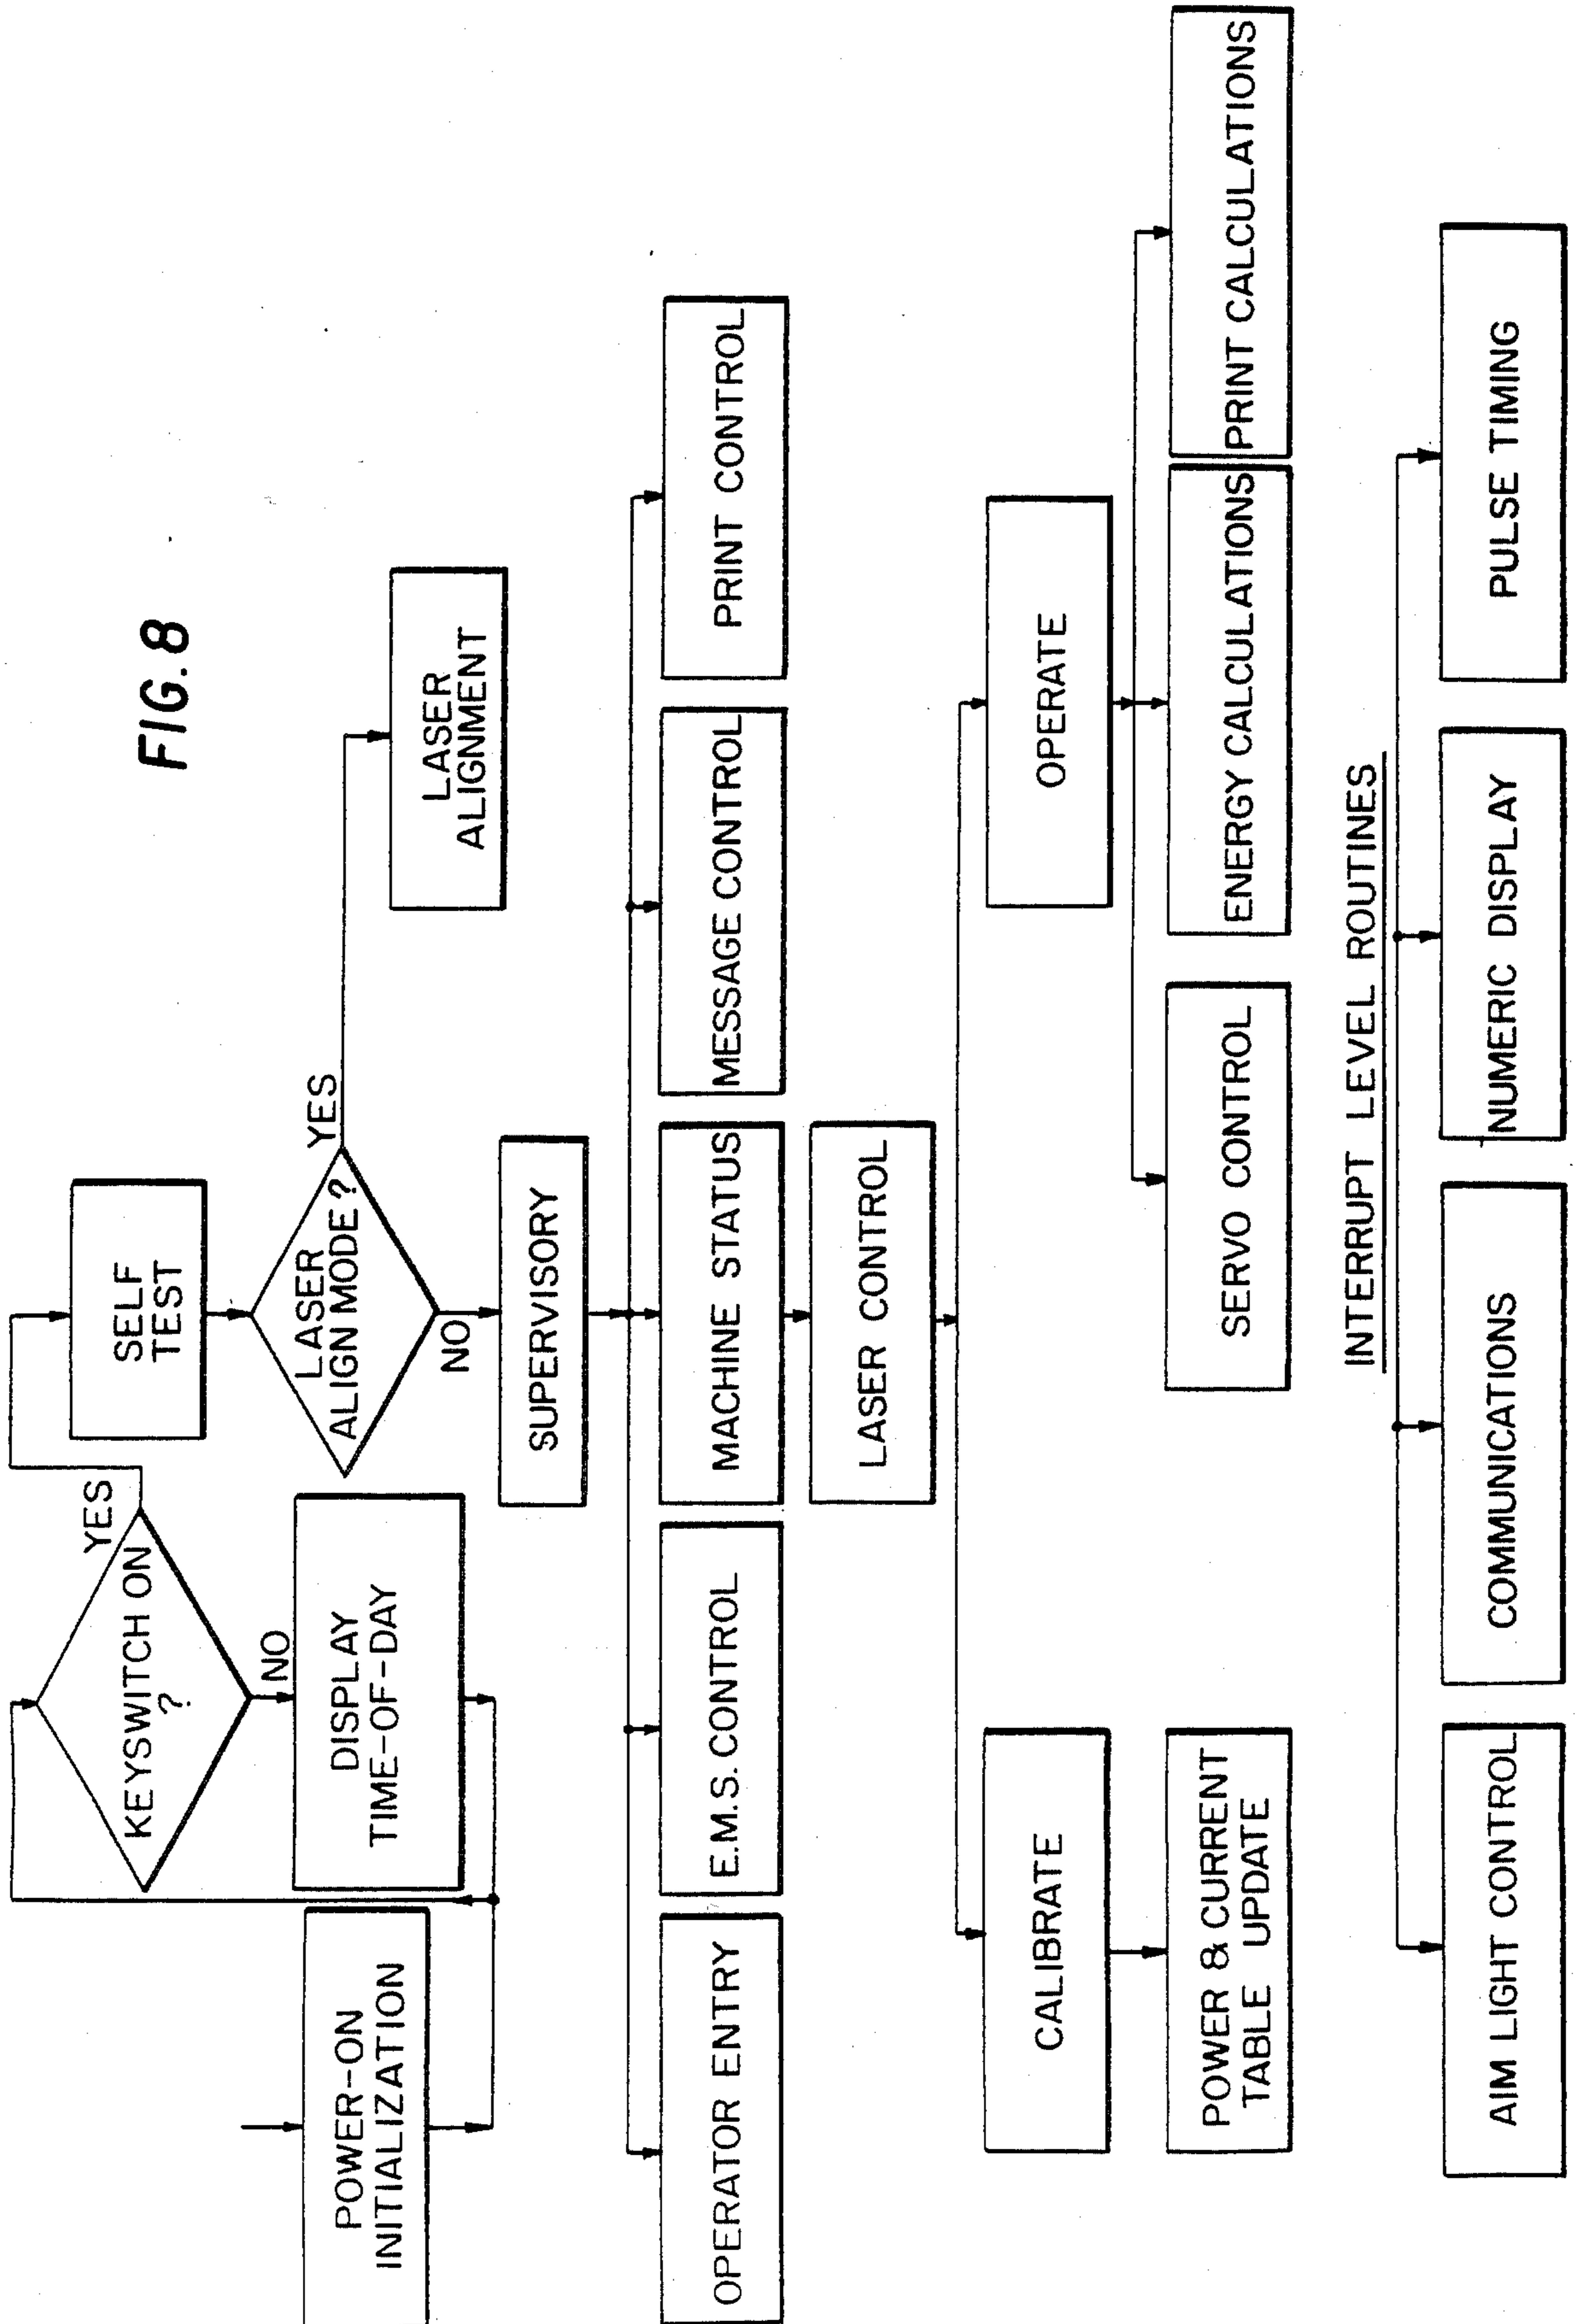 FIG. 8
POWER-ON
INITIALIZATION
KEYSWITCH ON
?
YES
NO
DISPLAY
TIME-OF-DAY
SELF
TEST
LASER
ALIGN MODE?
YES
NO
LASER
ALIGNMENT
SUPERVISORY
OPERATOR ENTRY
E.M.S. CONTROL
MACHINE STATUS
MESSAGE CONTROL
PRINT CONTROL
LASER CONTROL
CALIBRATE
OPERATE
POWER & CURRENT
TABLE UPDATE
SERVO CONTROL
ENERGY CALCULATIONS
PRINT CALCULATIONS
INTERRUPT LEVEL ROUTINES
AIM LIGHT CONTROL
COMMUNICATIONS
NUMERIC DISPLAY
PULSE TIMING